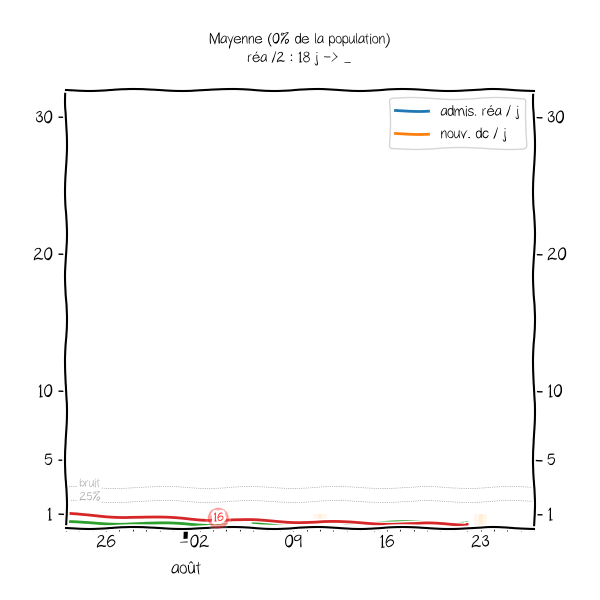 Mayenne (0% de la population)
réa /2 : 18 j -> _
admis. réa / j
nouv. dc / j
30
30
20
20
10
10
5
5
bruit
25%
1
16
1
26
02
09
16
23
août